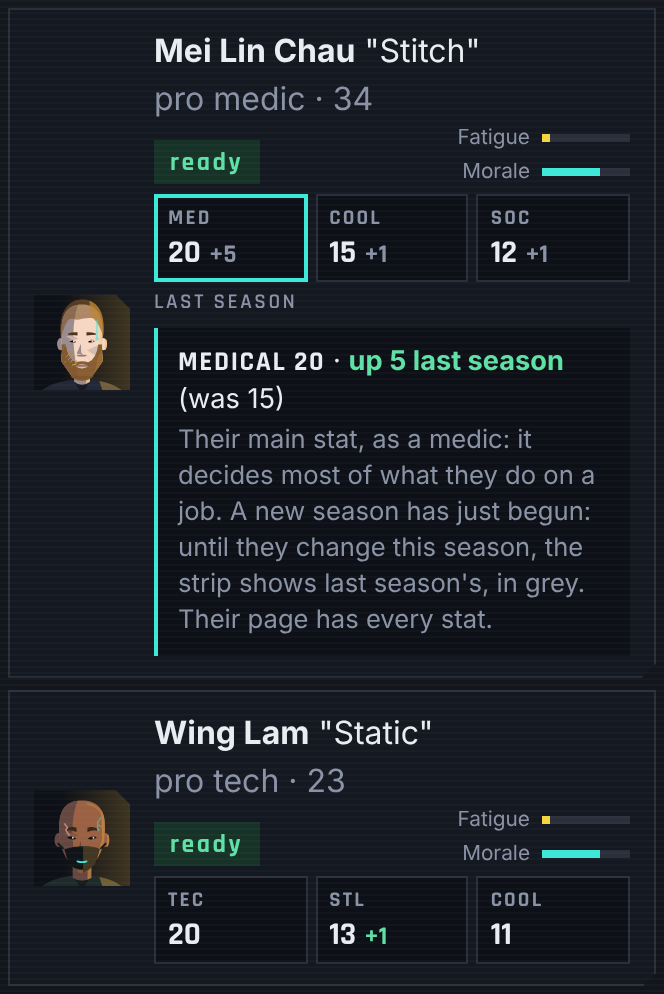 Mei Lin Chau "Stitch"
pro medic · 34
ready
Fatigue
Morale
MED
20 +5
COOL
15 +1
SOC
12 +1
LAST SEASON
MEDICAL 20 · up 5 last season
(was 15)
Their main stat, as a medic: it
decides most of what they do on a
job. A new season has just begun:
until they change this season, the
strip shows last season's, in grey.
Their page has every stat.
Wing Lam "Static"
pro tech · 23
ready
Fatigue
Morale
TEC
20
STL
13 +1
COOL
11